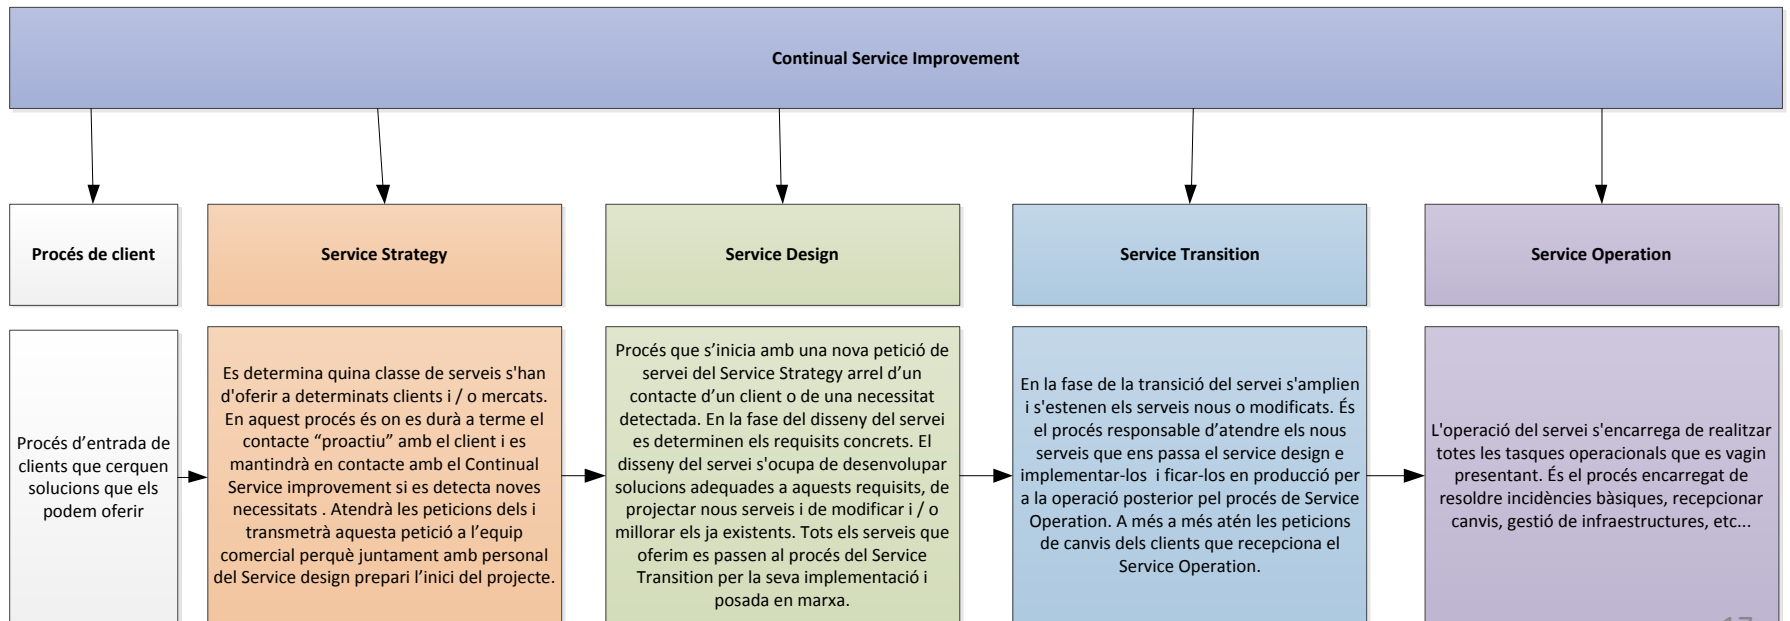 Continual Service Improvement
Procés de client
Service Strategy
Service Design
Service Transition
Service Operation
Procés d’entrada de
clients que cerquen
solucions que els
podem oferir
Es determina quina classe de serveis s'han
d'oferir a determinats clients i / o mercats.
En aquest procés és on es durà a terme el
contacte “proactiu” amb el client i es
mantindrà en contacte amb el Continual
Service improvement si es detecta noves
necessitats . Atendrà les peticions dels i
transmetrà aquesta petició a l’equip
comercial perquè juntament amb personal
del Service design prepari l’inici del projecte.
Procés que s’inicia amb una nova petició de
servei del Service Strategy arrel d’un
contacte d’un client o de una necessitat
detectada. En la fase del disseny del servei
es determinen els requisits concrets. El
disseny del servei s'ocupa de desenvolupar
solucions adequades a aquests requisits, de
projectar nous serveis i de modificar i / o
millorar els ja existents. Tots els serveis que
oferim es passen al procés del Service
Transition per la seva implementació i
posada en marxa.
En la fase de la transició del servei s'amplien
i s'estenen els serveis nous o modificats. És
el procés responsable d’atendre els nous
serveis que ens passa el service design e
implementar-los i ficar-los en producció per
a la operació posterior pel procés de Service
Operation. A més a més atén les peticions
de canvis dels clients que recepciona el
Service Operation.
L'operació del servei s'encarrega de realitzar
totes les tasques operacionals que es vagin
presentant. És el procés encarregat de
resoldre incidències bàsiques, recepcionar
canvis, gestió de infraestructures, etc...